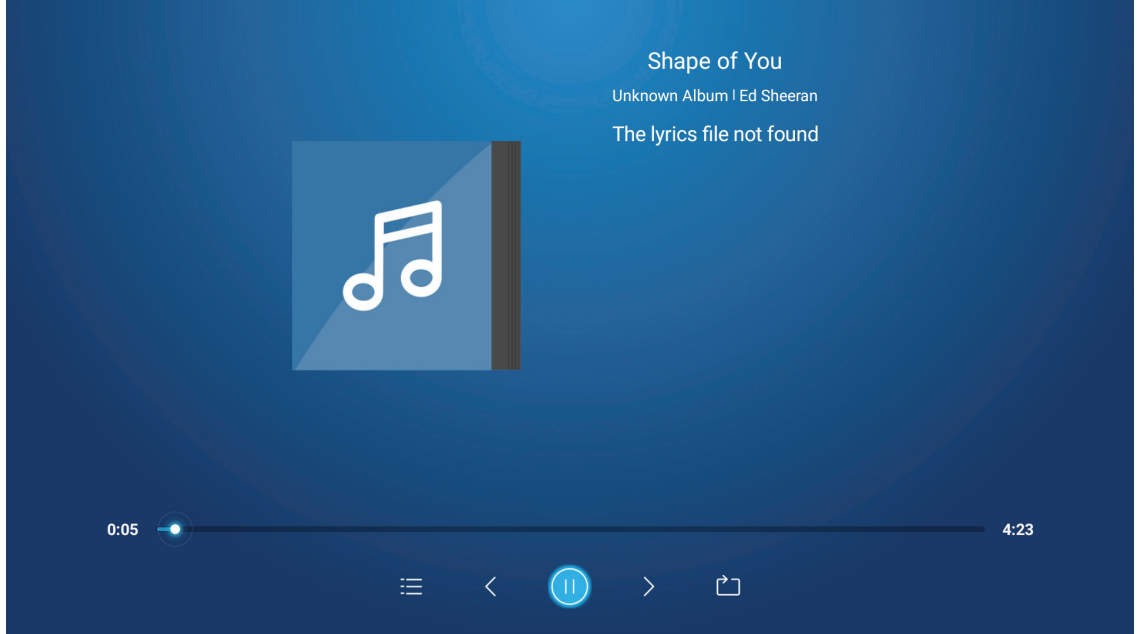 Shape of You
Unknown Album | Ed Sheeran
The lyrics file not found
0:05
4:23